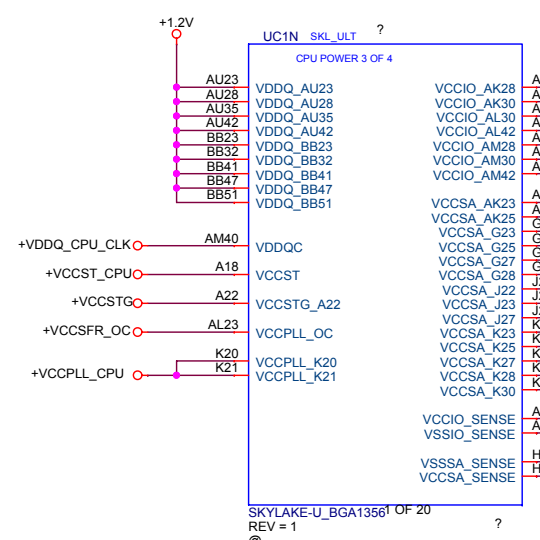 +1.2V
UC1N SKL_ULT ?
CPU POWER 3 OF 4
AU23 VDDQ_AU23 VCCIO_AK28 A
AU28 VDDQ_AU28 VCCIO_AK30 A
AU35 VDDQ_AU35 VCCIO_AL30 A
AU42 VDDQ_AU42 VCCIO_AL42 A
BB23 VDDQ_BB23 VCCIO_AM28 A
BB32 VDDQ_BB32 VCCIO_AM30 A
BB41 VDDQ_BB41 VCCIO_AM42 A
BB47 VDDQ_BB47
BB51 VDDQ_BB51 VCCSA_AK23 A
VCCSA_AK25 A
VCCSA_G23 G
+VDDQ_CPU_CLK AM40 VDDQC VCCSA_G25 G
VCCSA_G27 G
+VCCST_CPU A18 VCCST VCCSA_G28 G
VCCSA_J22 J2
+VCCSTG A22 VCCSTG_A22 VCCSA_J23 J2
VCCSA_J27 J2
+VCCSFR_OC AL23 VCCPLL_OC VCCSA_K23 K
VCCSA_K25 K
K20 VCCPLL_K20 VCCSA_K27 K
+VCCPLL_CPU K21 VCCPLL_K21 VCCSA_K28 K
VCCSA_K30 K
VCCIO_SENSE A
VSSIO_SENSE A
VSSSA_SENSE H
VCCSA_SENSE H
SKYLAKE-U_BGA1356 1 OF 20
REV = 1 ?
@